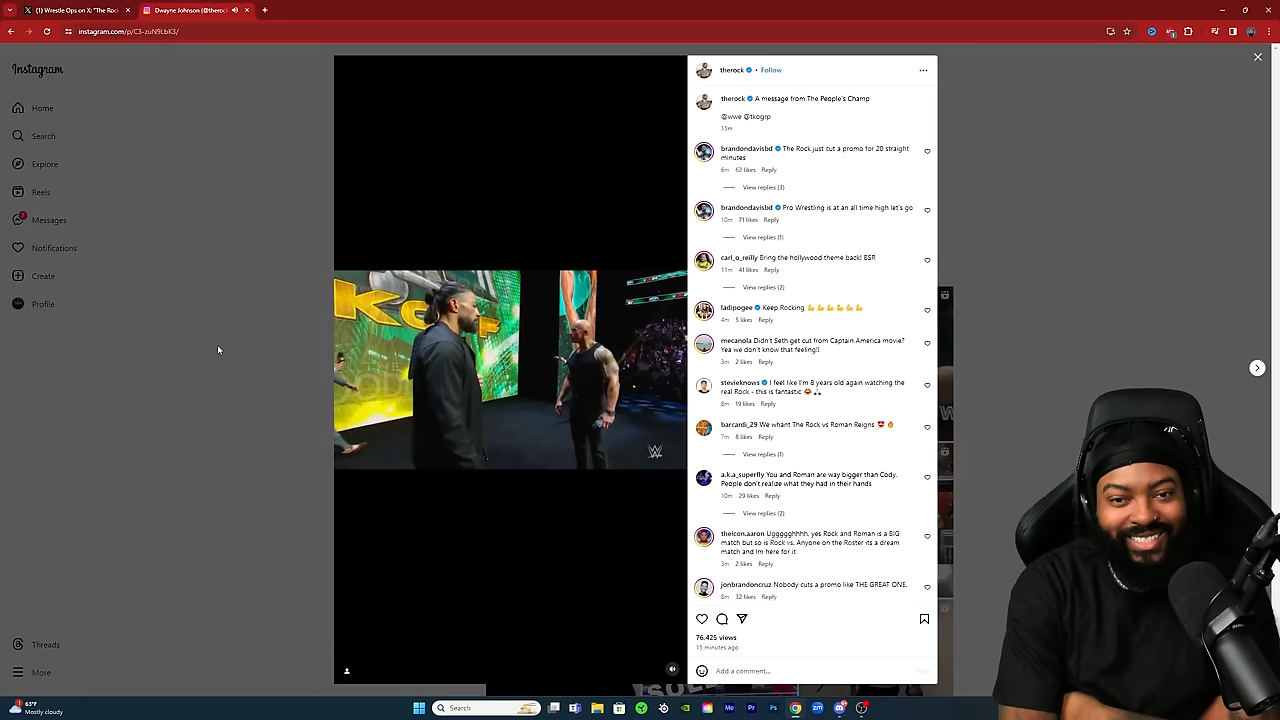 (1) Wrestle Ops on X: "The Roc
Dwayne Johnson (@therock
instagram.com/p/C3-zuN9LbK3/
Instagram
Home
Search
Explore
Reels
7
Messages
Notifications
Create
Profile
Threads
More
W
therock • Follow
therock A message from The People's Champ
@wwe @tkogrp
15m
brandondavisbd The Rock just cut a promo for 20 straight
minutes
6m 62 likes Reply
View replies (3)
brandondavisbd Pro Wrestling is at an all time high let's go
10m 71 likes Reply
View replies (1)
carl_o_reilly Bring the hollywood theme back! BSR
11m 41 likes Reply
View replies (2)
ladipogee Keep Rocking 💪💪💪💪💪💪
4m 5 likes Reply
mecanola Didn't Seth get cut from Captain America movie?
Yea we don't know that feeling!!
3m 2 likes Reply
stevieknows I feel like I'm 8 years old again watching the
real Rock - this is fantastic
8m 19 likes Reply
barcardi_29 We whant The Rock vs Roman Reigns
7m 8 likes Reply
View replies (1)
a.k.a_superfly You and Roman are way bigger than Cody.
People don't realize what they had in their hands
10m 29 likes Reply
View replies (2)
theicon.aaron Uggggghhhh, yes Rock and Roman is a BIG
match but so is Rock vs. Anyone on the Roster its a dream
match and Im here for it
3m 2 likes Reply
jonbrandoncruz Nobody cuts a promo like THE GREAT ONE.
8m 32 likes Reply
76,425 views
15 minutes ago
Add a comment...
63°F
Mostly cloudy
Search